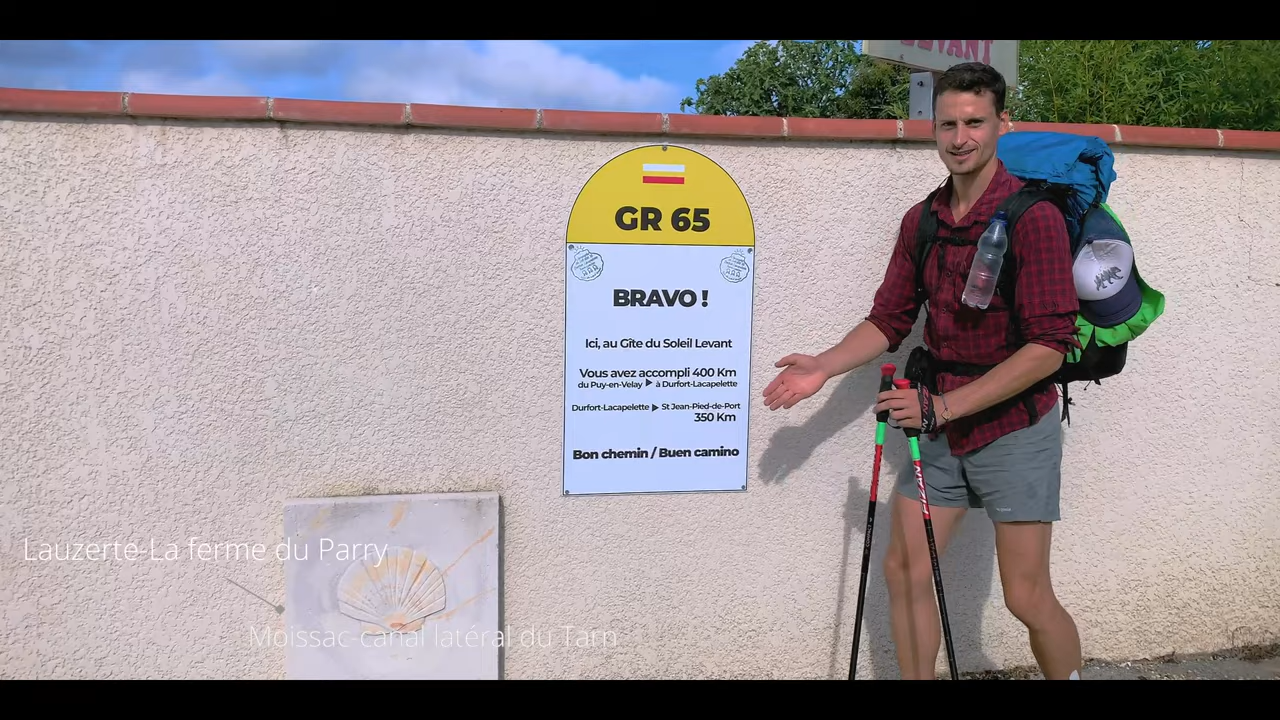 LEVANT
GR 65
BRAVO !
Ici, au Gîte du Soleil Levant
Vous avez accompli 400 Km
du Puy-en-Velay ▶ à Durfort-Lacapelette
Durfort-Lacapelette ▶ St Jean-Pied-de-Port
350 Km
Bon chemin / Buen camino
Lauzerte-La ferme du Parry
Moissac-canal latéral du Tarn